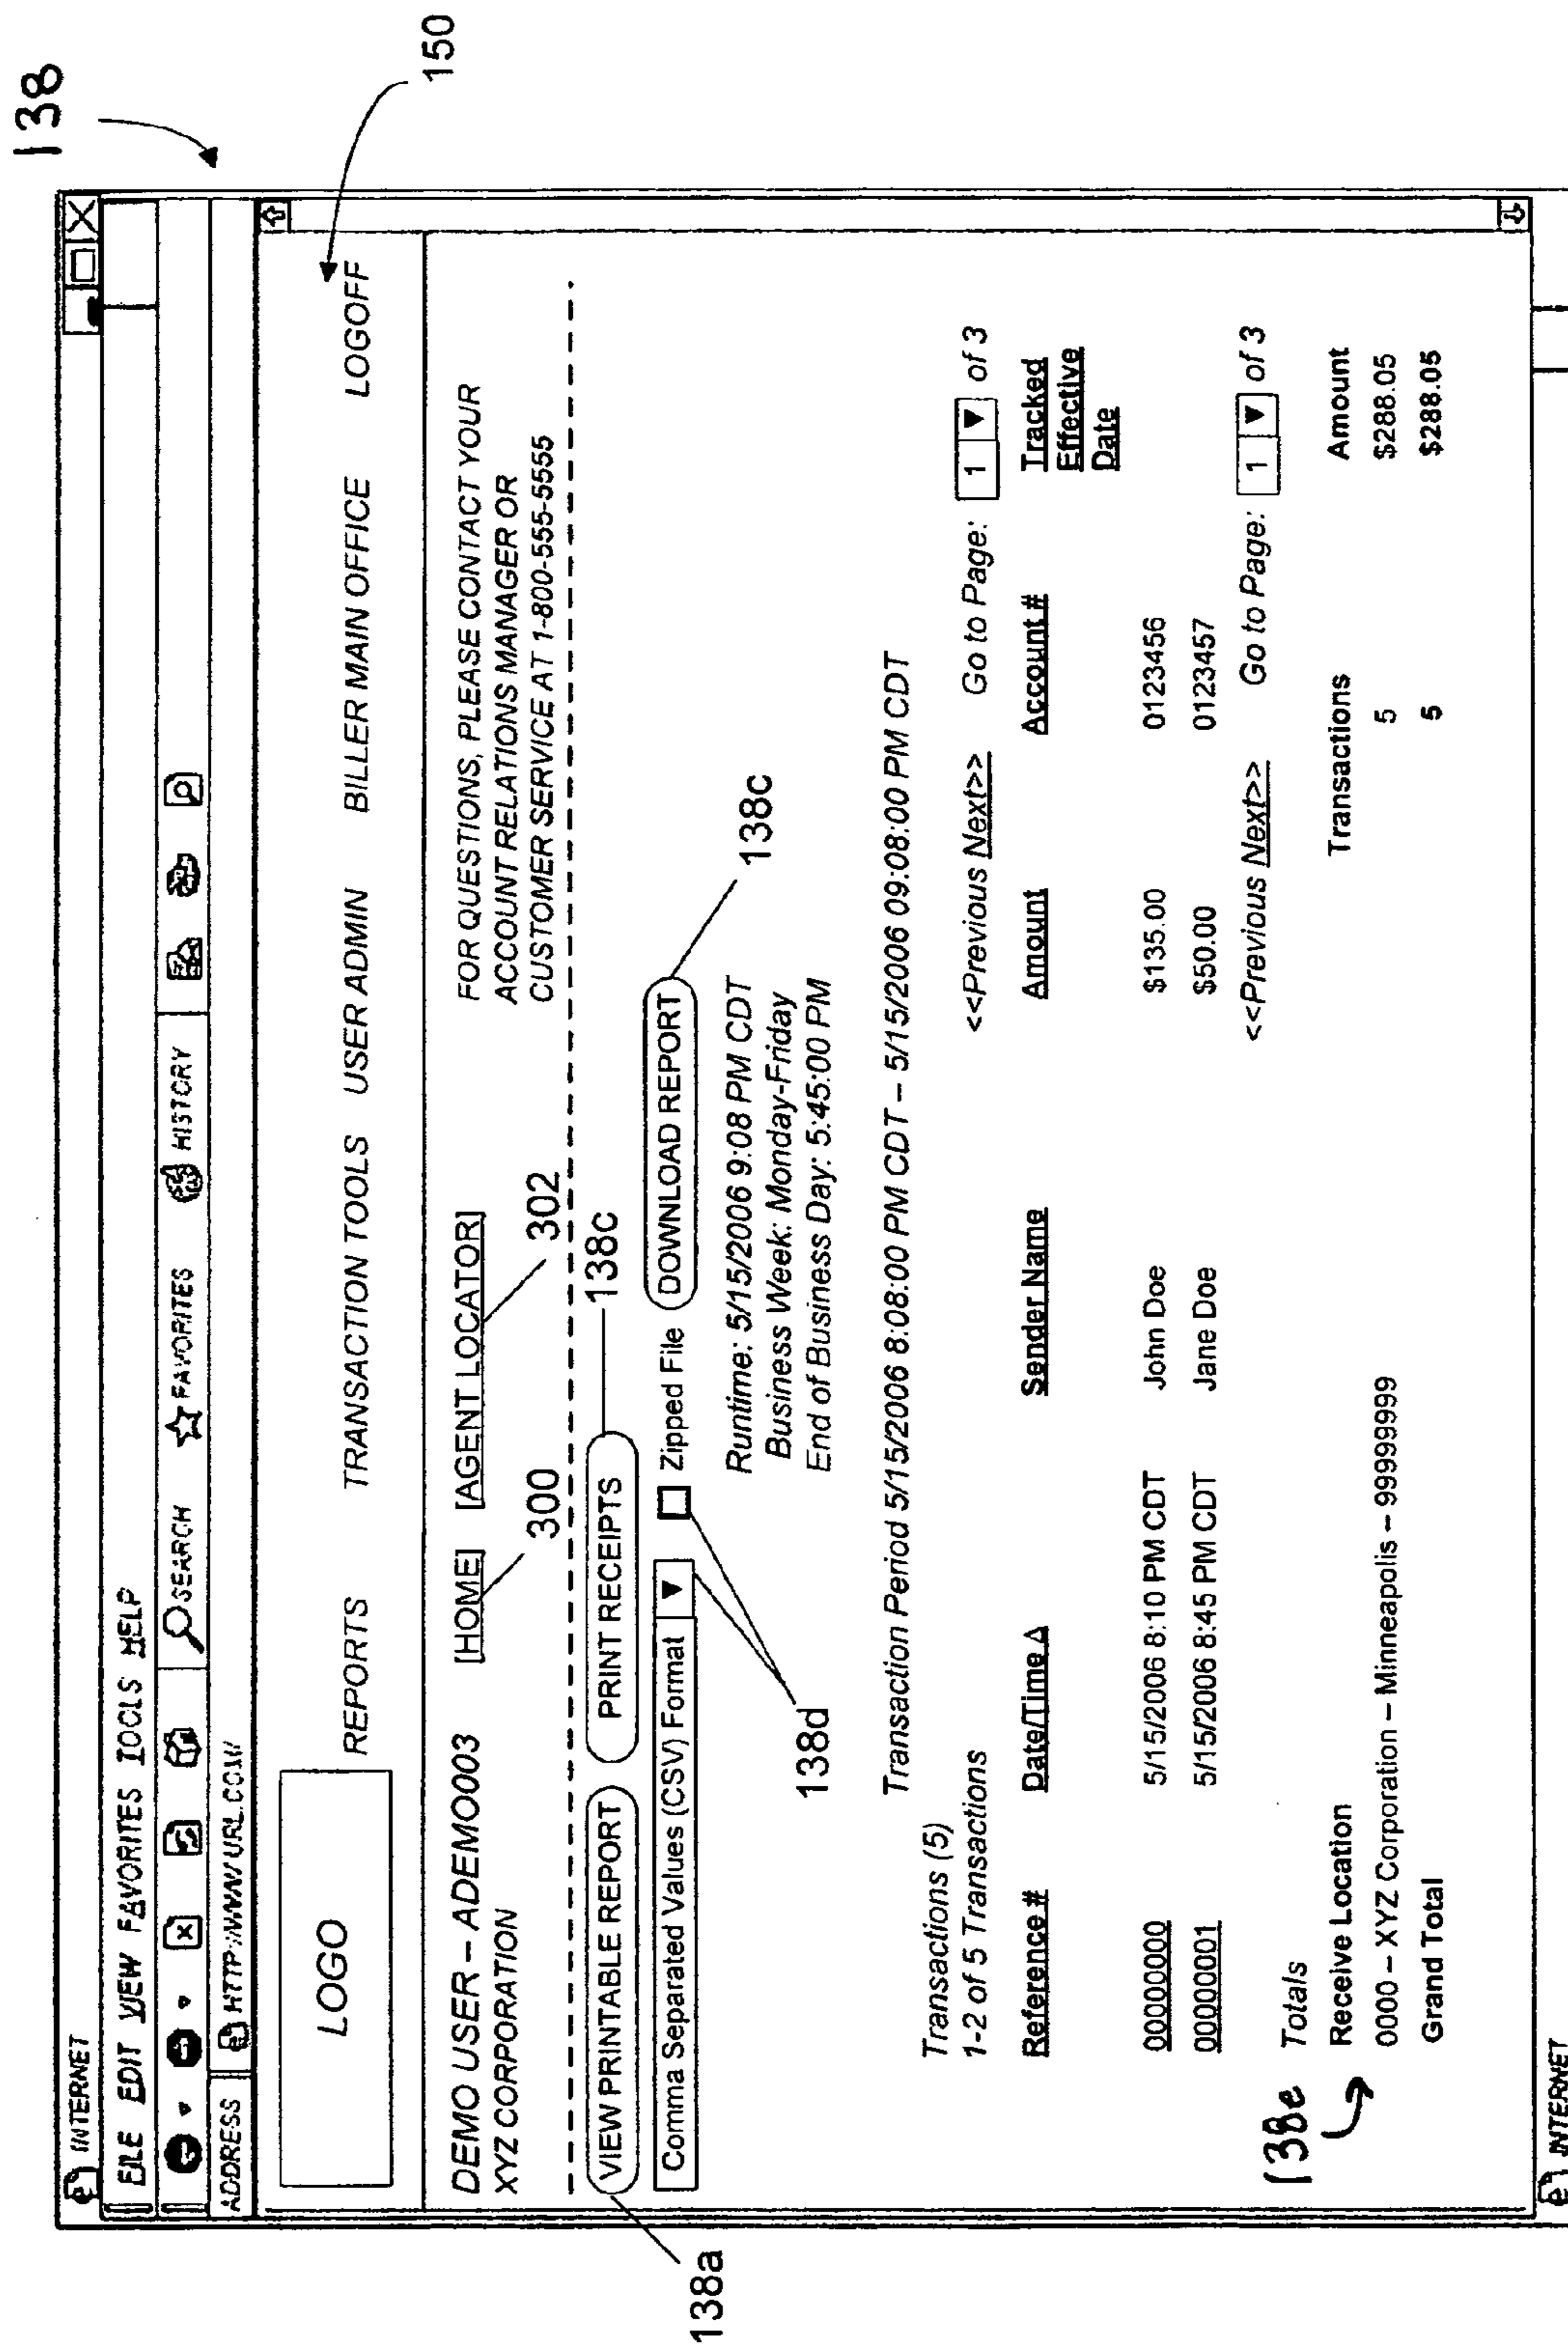 138
INTERNET
FILE EDIT VIEW FAVORITES TOOLS HELP
SEARCH FAVORITES HISTORY
ADDRESS HTTP://WWW.URL.COM
150
LOGO
REPORTS TRANSACTION TOOLS USER ADMIN BILLER MAIN OFFICE LOGOFF
DEMO USER – ADEMO003 [HOME] [AGENT LOCATOR] FOR QUESTIONS, PLEASE CONTACT YOUR
XYZ CORPORATION ACCOUNT RELATIONS MANAGER OR
300 302 CUSTOMER SERVICE AT 1-800-555-5555
138a VIEW PRINTABLE REPORT PRINT RECEIPTS 138c
Comma Separated Values (CSV) Format ▼ Zipped File DOWNLOAD REPORT 138c
138d
Runtime: 5/15/2006 9:08 PM CDT
Business Week: Monday-Friday
End of Business Day: 5:45:00 PM
Transaction Period 5/15/2006 8:08:00 PM CDT – 5/15/2006 09:08:00 PM CDT
Transactions (5)
1-2 of 5 Transactions <<Previous Next>> Go to Page: 1 ▼ of 3
Reference # Date/Time Δ Sender Name Amount Account # Tracked
Effective
Date
00000000 5/15/2006 8:10 PM CDT John Doe $135.00 0123456
00000001 5/15/2006 8:45 PM CDT Jane Doe $50.00 0123457
<<Previous Next>> Go to Page: 1 ▼ of 3
138e
Totals
Receive Location Transactions Amount
0000 – XYZ Corporation – Minneapolis – 99999999 5 $288.05
Grand Total 5 $288.05
INTERNET